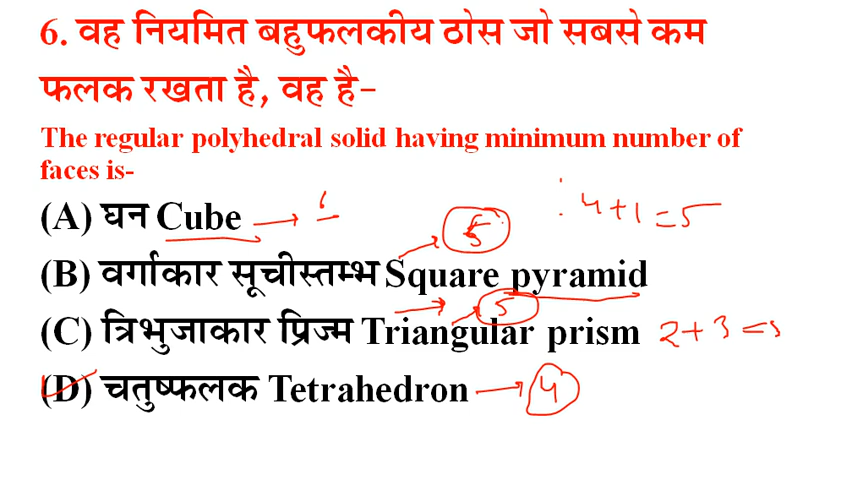 6. वह नियमित बहुफलकीय ठोस जो सबसे कम
फलक रखता है, वह है-
The regular polyhedral solid having minimum number of
faces is-
(A) घन Cube → 6
4+1=5
5
(B) वर्गाकार सूचीस्तम्भ Square pyramid
5
(C) त्रिभुजाकार प्रिज्म Triangular prism 2+3=5
(D) चतुष्फलक Tetrahedron → 4